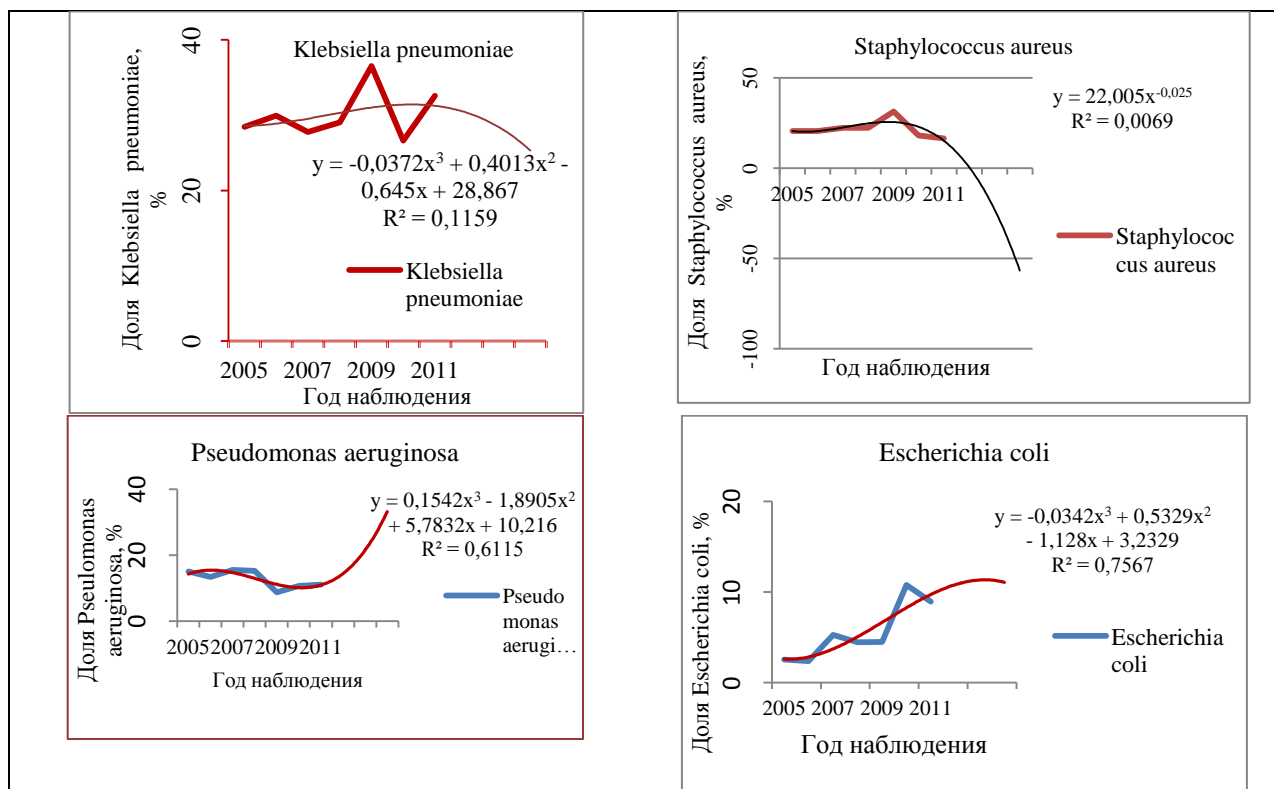 Klebsiella pneumoniae
Доля Klebsiella pneumoniae,
%
40
20
0
y = -0,0372x³ + 0,4013x² -
0,645x + 28,867
R² = 0,1159
Klebsiella
pneumoniae
2005 2007 2009 2011
Год наблюдения
Staphylococcus aureus
Доля Staphylococcus aureus,
%
50
0
-50
-100
y = 22,005x⁻⁰,⁰²⁵
R² = 0,0069
2005 2007 2009 2011
Staphylococ
cus aureus
Год наблюдения
Pseudomonas aeruginosa
Доля Pseulomonas
aeruginosa, %
40
20
0
y = 0,1542x³ - 1,8905x²
+ 5,7832x + 10,216
R² = 0,6115
Pseudo
monas
aerugi…
2005 2007 2009 2011
Год наблюдения
Escherichia coli
Доля Escherichia coli, %
20
10
0
y = -0,0342x³ + 0,5329x²
- 1,128x + 3,2329
R² = 0,7567
Escherichia
coli
2005 2007 2009 2011
Год наблюдения